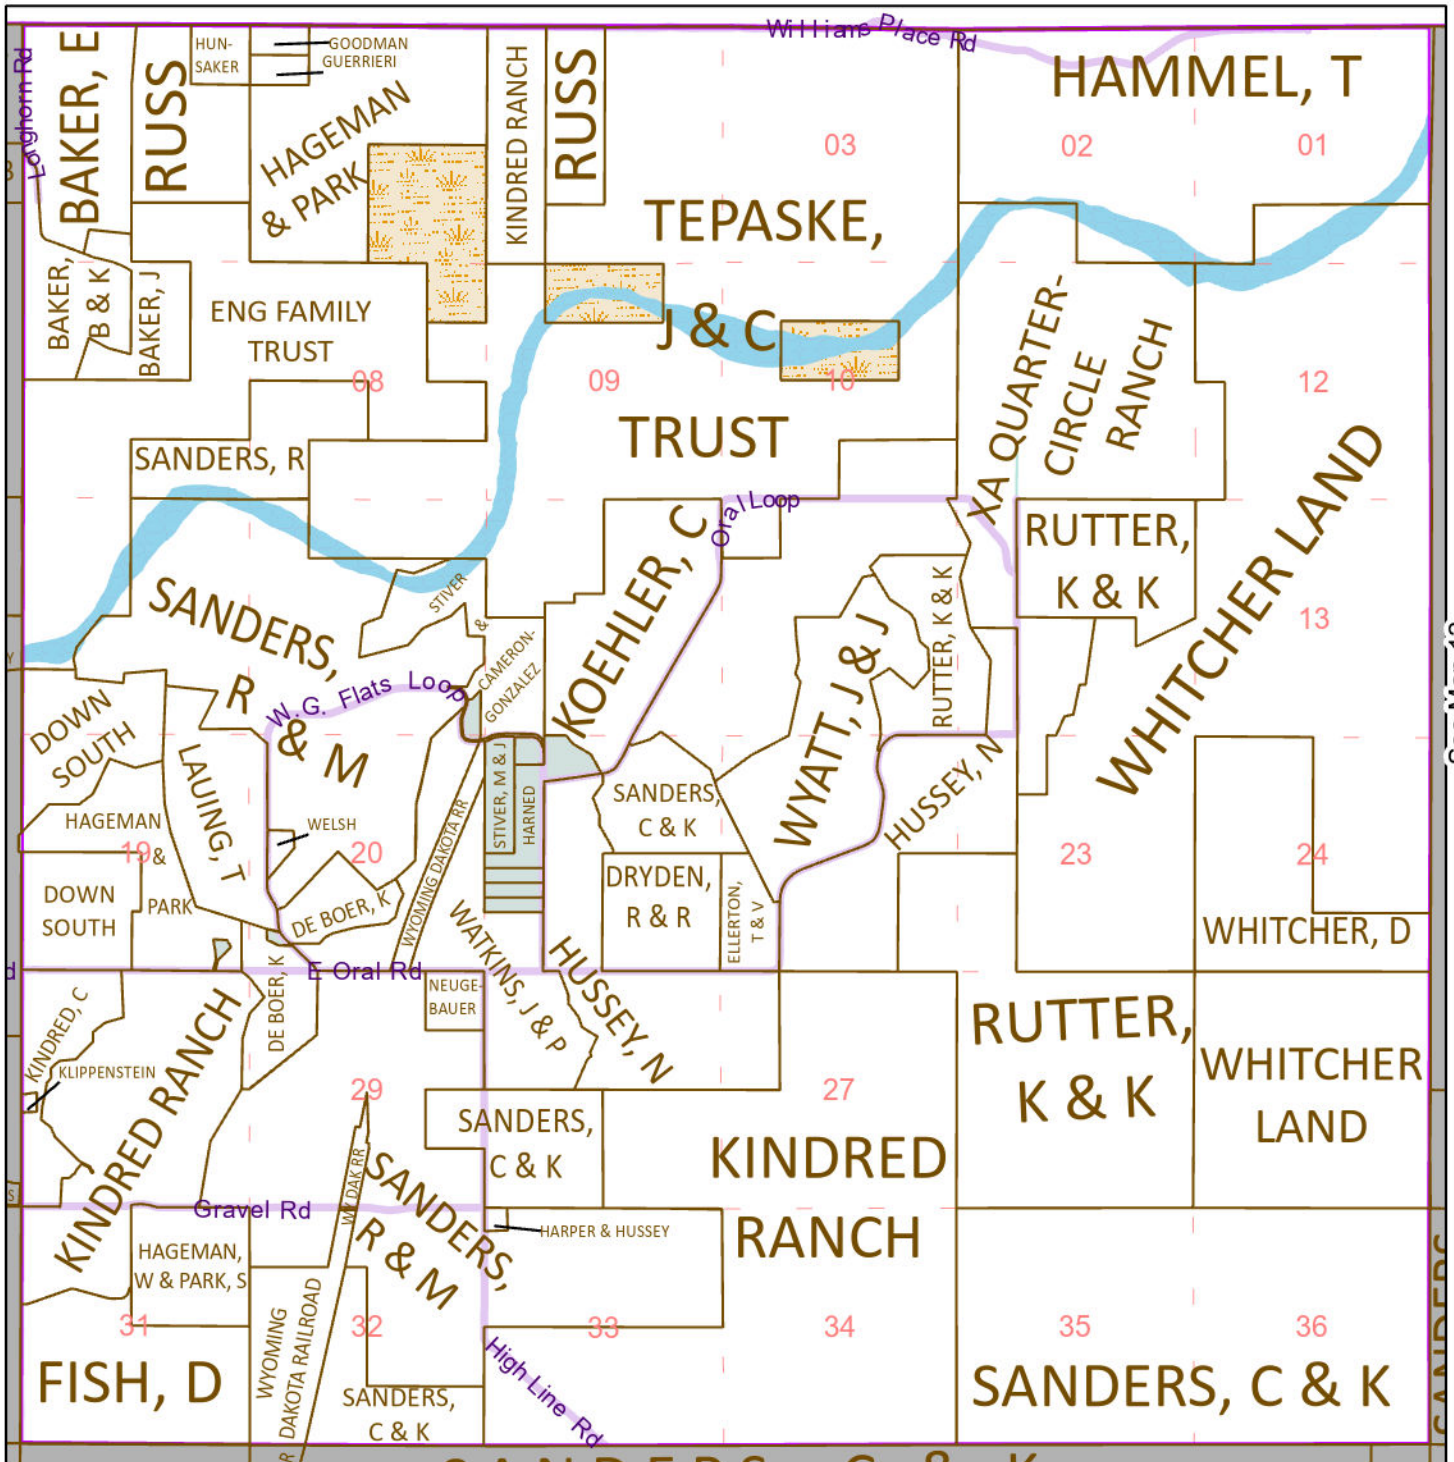 Williams Place Rd
Longhorn Rd
BAKER, E
RUSS
HUN-
SAKER
GOODMAN
GUERRIERI
HAGEMAN
& PARK
KINDRED RANCH
RUSS
HAMMEL, T
03
02
01
TEPASKE,
J & C
TRUST
BAKER,
B & K
BAKER, J
ENG FAMILY
TRUST
08
09
10
12
XA QUARTER-
CIRCLE
RANCH
SANDERS, R
Oral Loop
KOEHLER, C
RUTTER,
K & K
WHITCHER LAND
13
SANDERS,
R
& M
STIVER
&
CAMERON-
GONZALEZ
W.G. Flats Loop
WYATT, J & J
RUTTER, K & K
DOWN
SOUTH
LAUING, T
HAGEMAN
&
PARK
19
WELSH
20
DE BOER, K
WYOMING DAKOTA RR
STIVER, M & J
HARNED
SANDERS,
C & K
HUSSEY, N
23
24
DOWN
SOUTH
DRYDEN,
R & R
ELLERTON,
T & V
WHITCHER, D
WATKINS, J & P
HUSSEY, N
E Oral Rd
d
DE BOER, K
NEUGE-
BAUER
KINDRED, C
KLIPPENSTEIN
KINDRED RANCH
29
27
RUTTER,
K & K
WHITCHER
LAND
SANDERS,
C & K
KINDRED
RANCH
WY DAK RR
SANDERS,
R & M
Gravel Rd
HARPER & HUSSEY
HAGEMAN,
W & PARK, S
31
32
33
34
35
36
FISH, D
WYOMING
DAKOTA RAILROAD
SANDERS,
C & K
High Line Rd
SANDERS, C & K
SANDERS
SANDERS, C & K